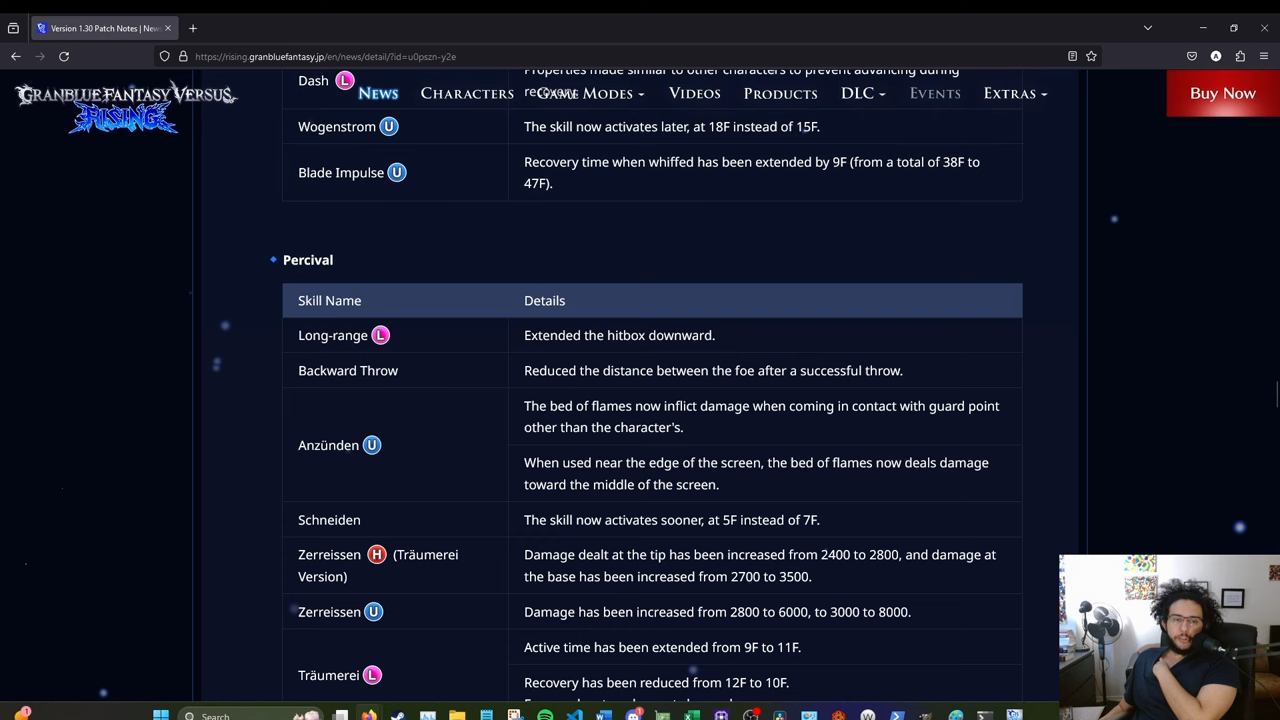 Version 1.30 Patch Notes | New
https://rising.granbluefantasy.jp/en/news/detail/?id=u0pszn-y2e
GRANBLUE FANTASY VERSUS
RISING
NEWS
CHARACTERS
GAME MODES
VIDEOS
PRODUCTS
DLC
EVENTS
EXTRAS
Buy Now
Dash L
Properties made similar to other characters to prevent advancing during
recovery.
Wogenstrom U
The skill now activates later, at 18F instead of 15F.
Blade Impulse U
Recovery time when whiffed has been extended by 9F (from a total of 38F to
47F).
Percival
Skill Name
Details
Long-range L
Extended the hitbox downward.
Backward Throw
Reduced the distance between the foe after a successful throw.
Anzünden U
The bed of flames now inflict damage when coming in contact with guard point
other than the character's.
When used near the edge of the screen, the bed of flames now deals damage
toward the middle of the screen.
Schneiden
The skill now activates sooner, at 5F instead of 7F.
Zerreissen H (Träumerei
Version)
Damage dealt at the tip has been increased from 2400 to 2800, and damage at
the base has been increased from 2700 to 3500.
Zerreissen U
Damage has been increased from 2800 to 6000, to 3000 to 8000.
Träumerei L
Active time has been extended from 9F to 11F.
Recovery has been reduced from 12F to 10F.
Search